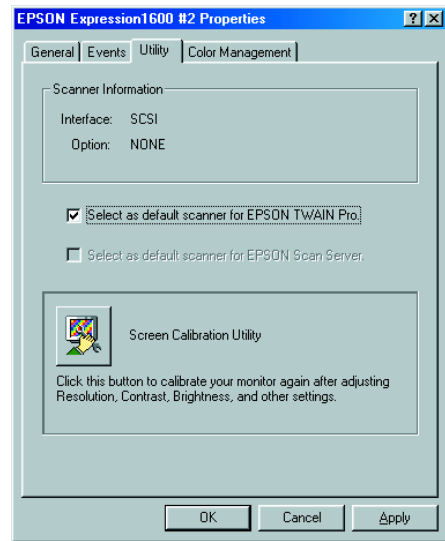 EPSON Expression1600 #2 Properties
General Events Utility Color Management
Scanner Information
Interface: SCSI
Option: NONE
Select as default scanner for EPSON TWAIN Pro.
Select as default scanner for EPSON Scan Server.
Screen Calibration Utility
Click this button to calibrate your monitor again after adjusting
Resolution, Contrast, Brightness, and other settings.
OK Cancel Apply